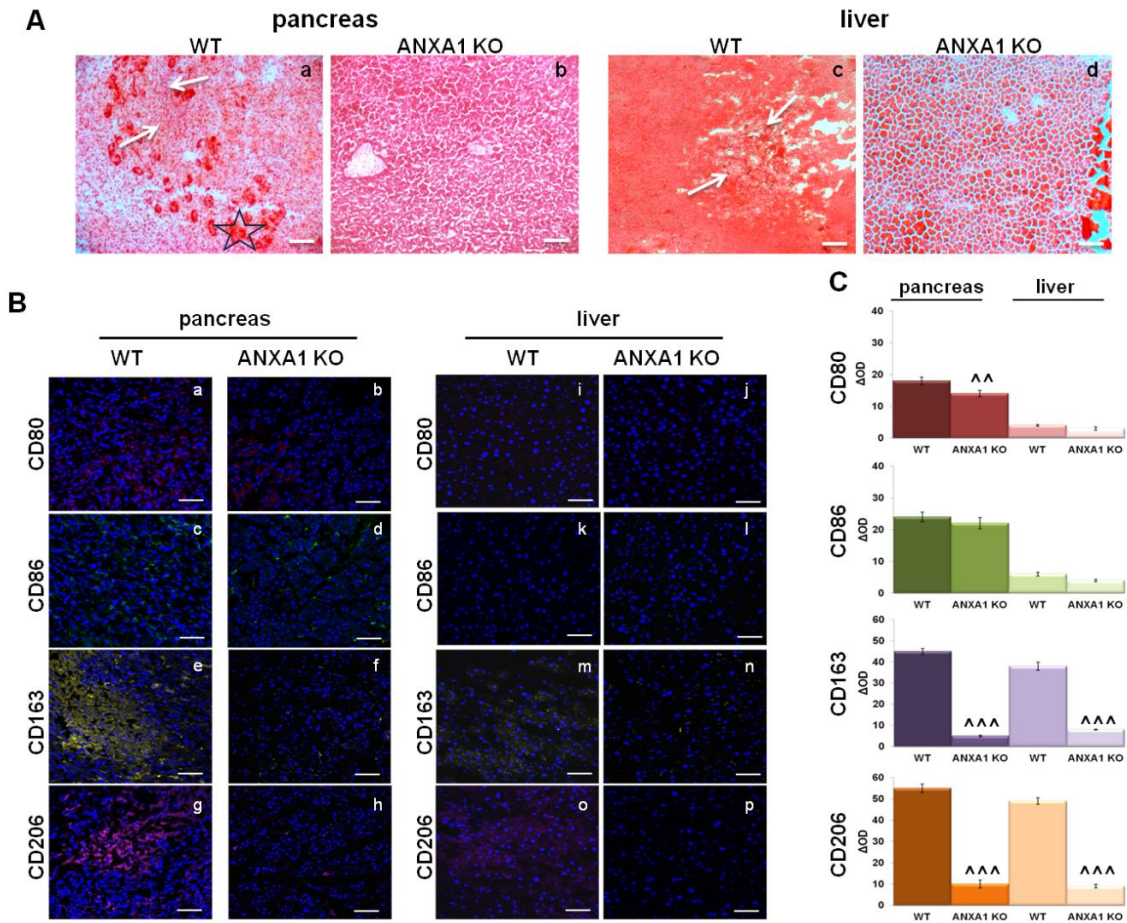 A
pancreas
liver
WT
ANXA1 KO
WT
ANXA1 KO
a
b
c
d
B
pancreas
liver
WT
ANXA1 KO
WT
ANXA1 KO
CD80
a
b
i
j
CD86
c
d
k
l
CD163
e
f
m
n
CD206
g
h
o
p
C
pancreas
liver
CD80
ΔOD
40
30
20
10
0
^^
WT
ANXA1 KO
WT
ANXA1 KO
CD86
ΔOD
40
30
20
10
0
WT
ANXA1 KO
WT
ANXA1 KO
CD163
ΔOD
60
50
40
30
20
10
0
^^^
^^^
WT
ANXA1 KO
WT
ANXA1 KO
CD206
ΔOD
60
50
40
30
20
10
0
^^^
^^^
WT
ANXA1 KO
WT
ANXA1 KO